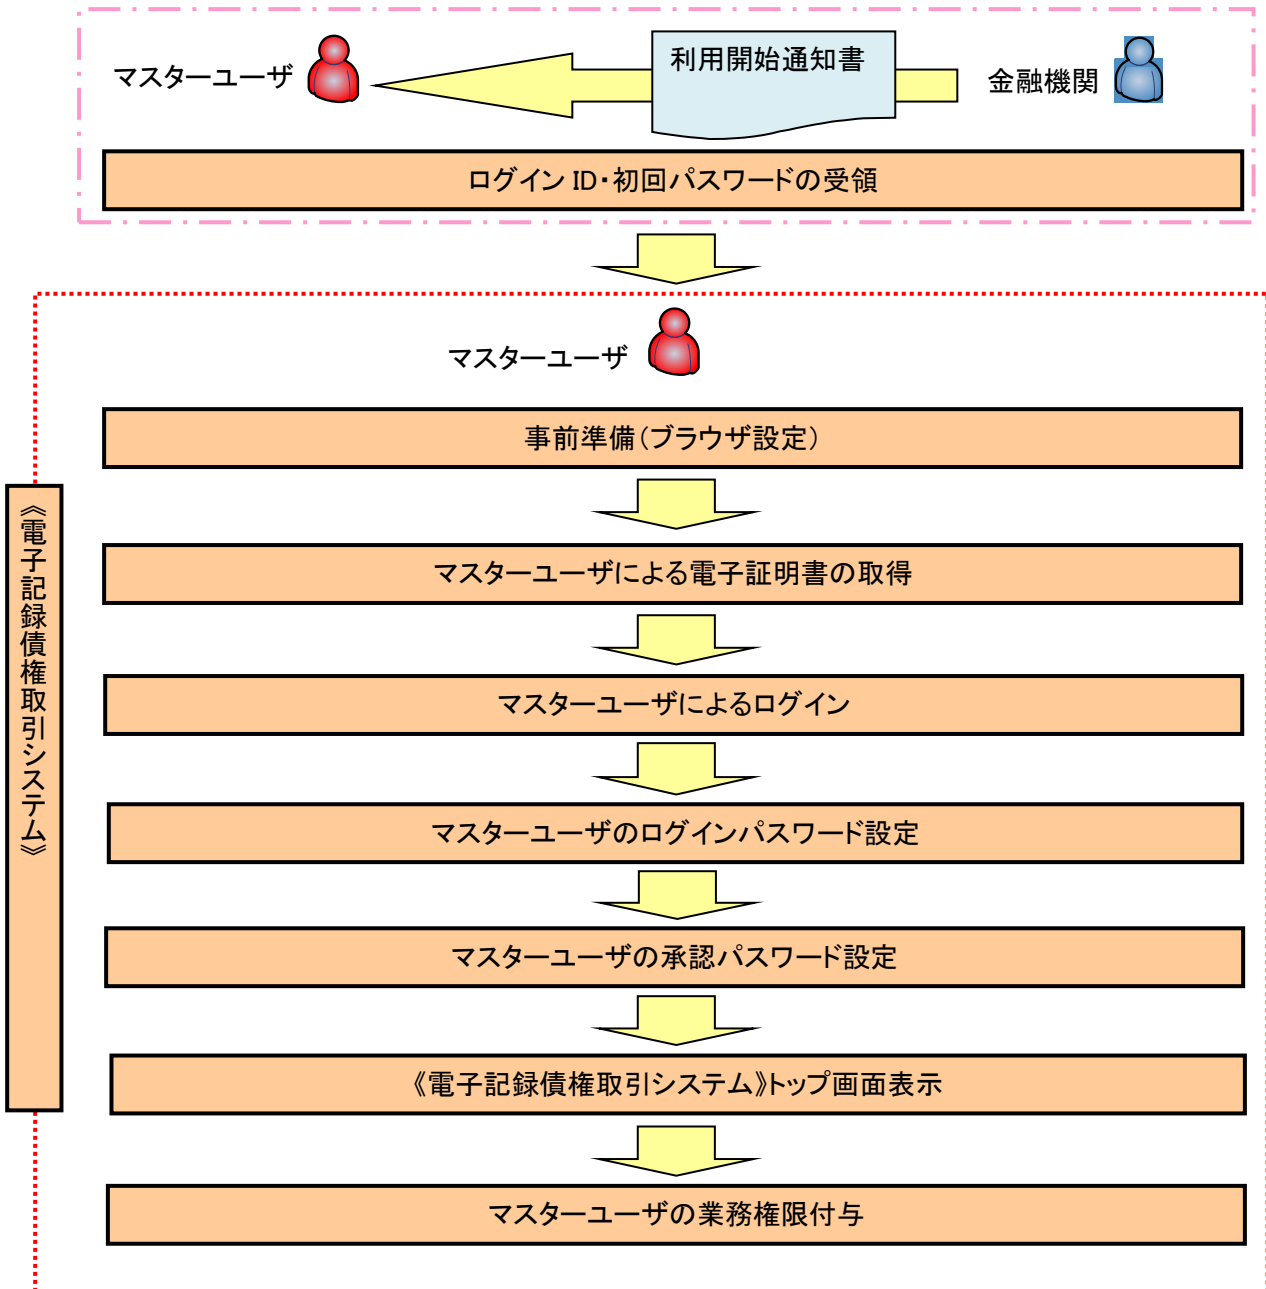 マスターユーザ
利用開始通知書
金融機関
ログイン ID・初回パスワードの受領
マスターユーザ
事前準備(ブラウザ設定)
《電子記録債権取引システム》
マスターユーザによる電子証明書の取得
マスターユーザによるログイン
マスターユーザのログインパスワード設定
マスターユーザの承認パスワード設定
《電子記録債権取引システム》トップ画面表示
マスターユーザの業務権限付与